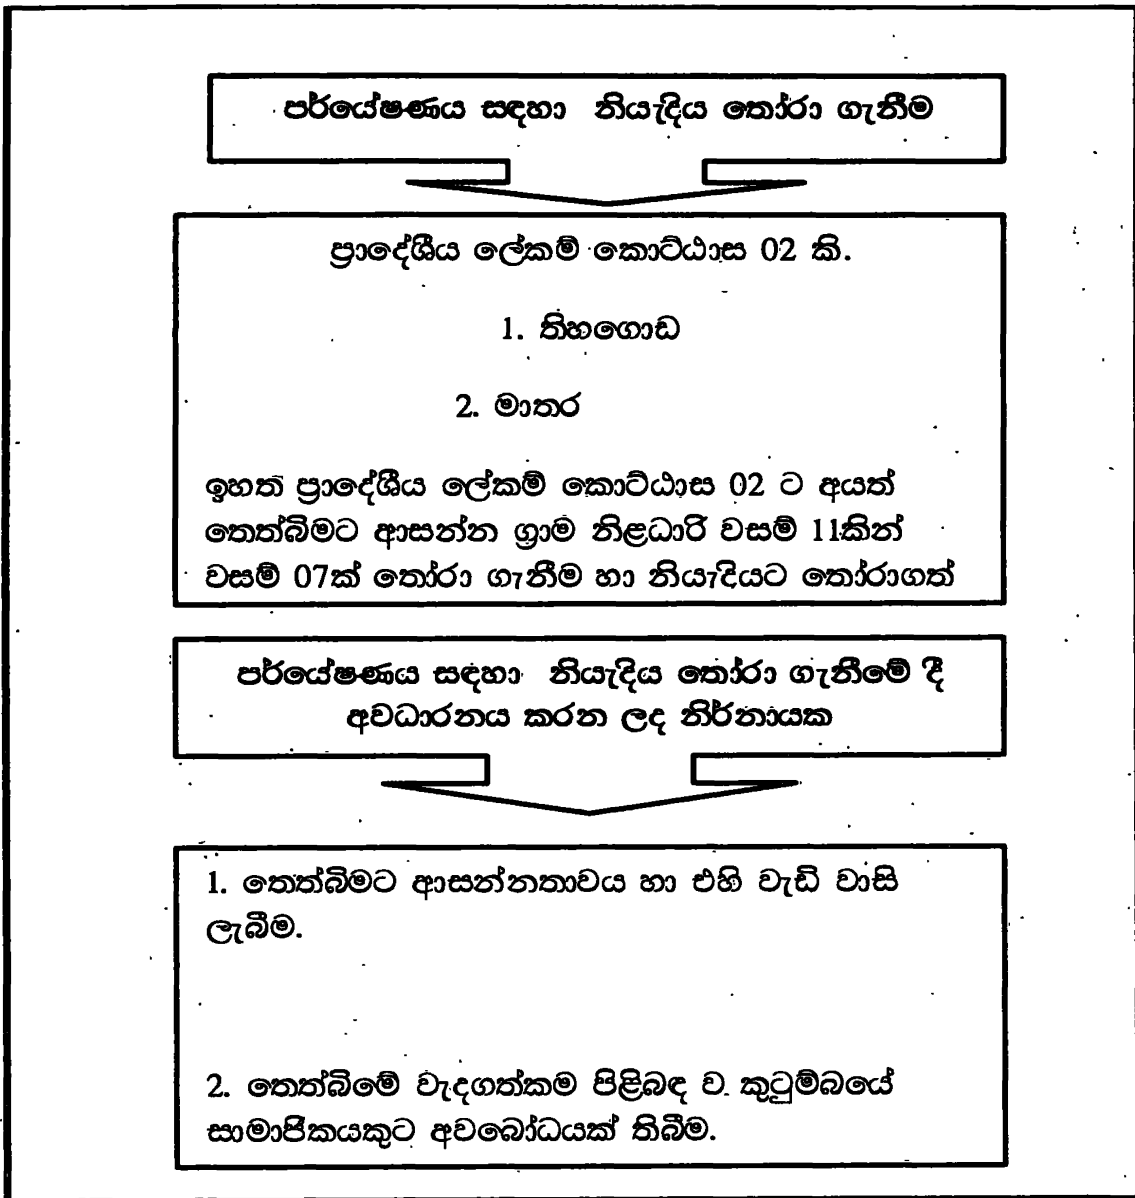 පර්යේෂණය සඳහා නියැදිය තෝරා ගැනීම
ප්‍රාදේශීය ලේකම් කොට්ඨාස 02 කි.
1. තිහගොඩ
2. මාතර
ඉහත ප්‍රාදේශීය ලේකම් කොට්ඨාස 02 ට අයත්
තෙත්බිමට ආසන්න ග්‍රාම නිළධාරි වසම් 11කින්
වසම් 07ක් තෝරා ගැනීම හා නියැදියට තෝරාගත්
පර්යේෂණය සඳහා නියැදිය තෝරා ගැනීමේ දී
අවධාරනය කරන ලද නිර්නායක
1. තෙත්බිමට ආසන්නතාවය හා එහි වැඩි වාසි
ලැබීම.
2. තෙත්බිමේ වැදගත්කම පිළිබඳ ව කුටුම්බයේ
සාමාජිකයකුට අවබෝධයක් තිබීම.